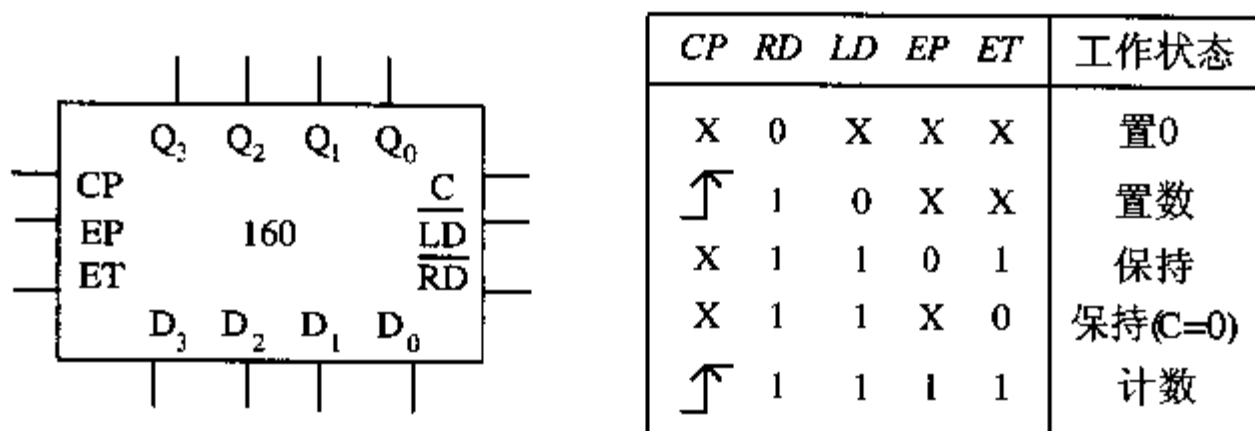 Q₃ Q₂ Q₁ Q₀
CP C
EP 160 L̅D̅
ET R̅D̅
D₃ D₂ D₁ D₀
CP RD LD EP ET 工作状态
X 0 X X X 置0
1 0 X X 置数
X 1 1 0 1 保持
X 1 1 X 0 保持(C=0)
1 1 1 1 计数